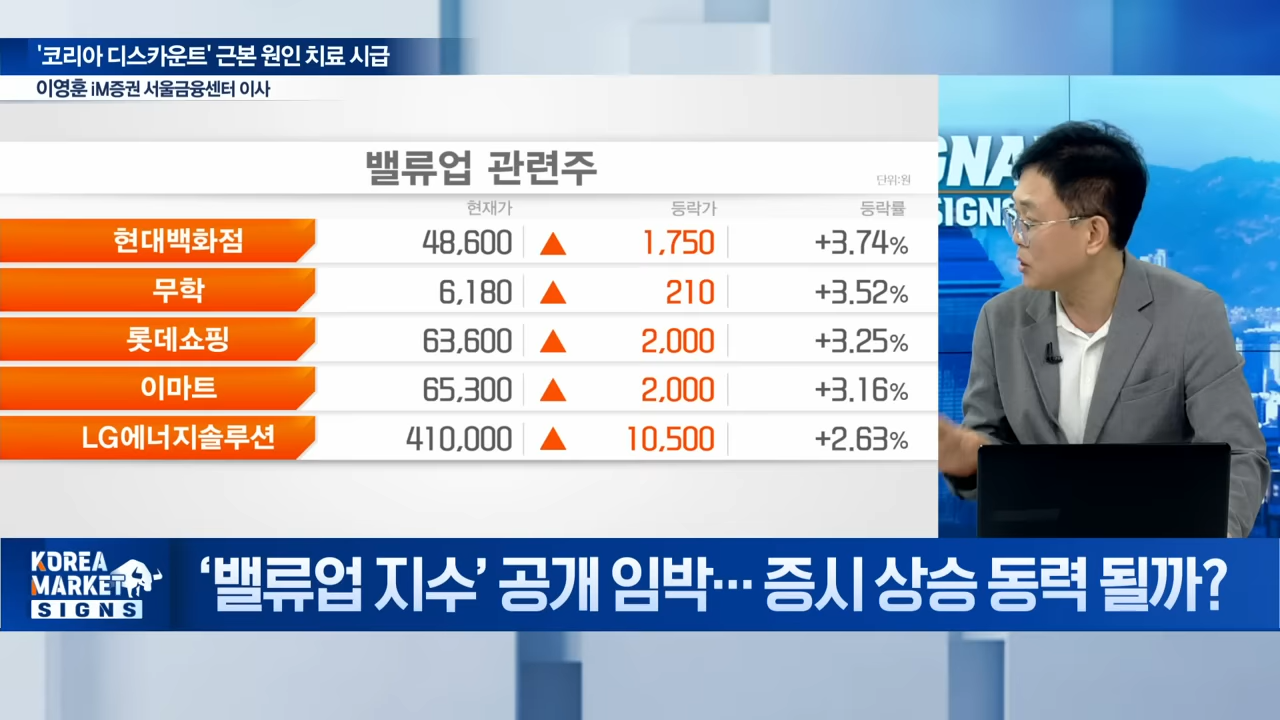 '코리아 디스카운트' 근본 원인 치료 시급
이영훈 iM증권 서울금융센터 이사
밸류업 관련주
단위:원
현재가 등락가 등락률
현대백화점 48,600 ▲ 1,750 +3.74%
무학 6,180 ▲ 210 +3.52%
롯데쇼핑 63,600 ▲ 2,000 +3.25%
이마트 65,300 ▲ 2,000 +3.16%
LG에너지솔루션 410,000 ▲ 10,500 +2.63%
GNA
SIGNS
KOREA
MARKET
SIGNS
‘밸류업 지수’ 공개 임박… 증시 상승 동력 될까?